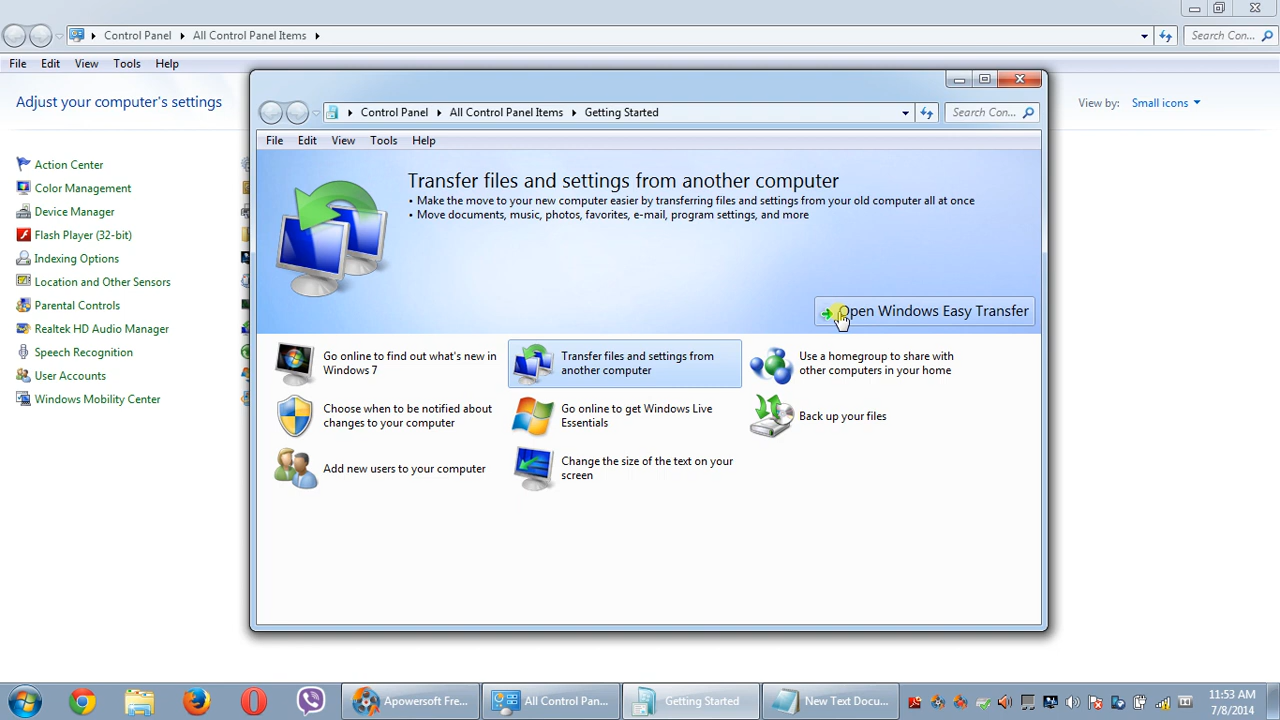 Control Panel
All Control Panel Items
Search Con...
File Edit View Tools Help
Adjust your computer's settings
View by: Small icons
Action Center
Color Management
Device Manager
Flash Player (32-bit)
Indexing Options
Location and Other Sensors
Parental Controls
Realtek HD Audio Manager
Speech Recognition
User Accounts
Windows Mobility Center
Control Panel
All Control Panel Items
Getting Started
Search Con...
File Edit View Tools Help
Transfer files and settings from another computer
• Make the move to your new computer easier by transferring files and settings from your old computer all at once
• Move documents, music, photos, favorites, e-mail, program settings, and more
Open Windows Easy Transfer
Go online to find out what's new in
Windows 7
Transfer files and settings from
another computer
Use a homegroup to share with
other computers in your home
Choose when to be notified about
changes to your computer
Go online to get Windows Live
Essentials
Back up your files
Add new users to your computer
Change the size of the text on your
screen
Apowersoft Fre...
All Control Pan...
Getting Started
New Text Docu...
11:53 AM
7/8/2014